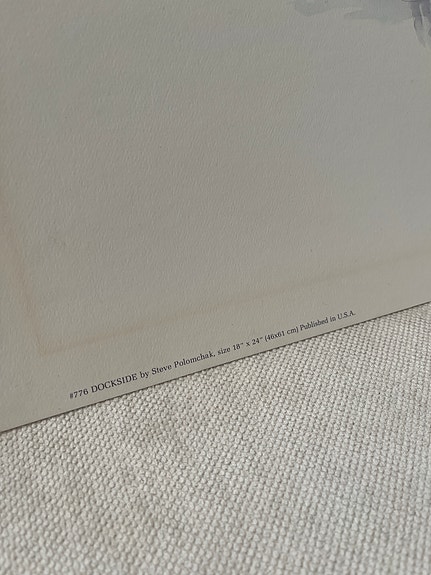 #776 DOCKSIDE by Steve Polomchak, size 18" x 24" (46x61 cm) Published in U.S.A.